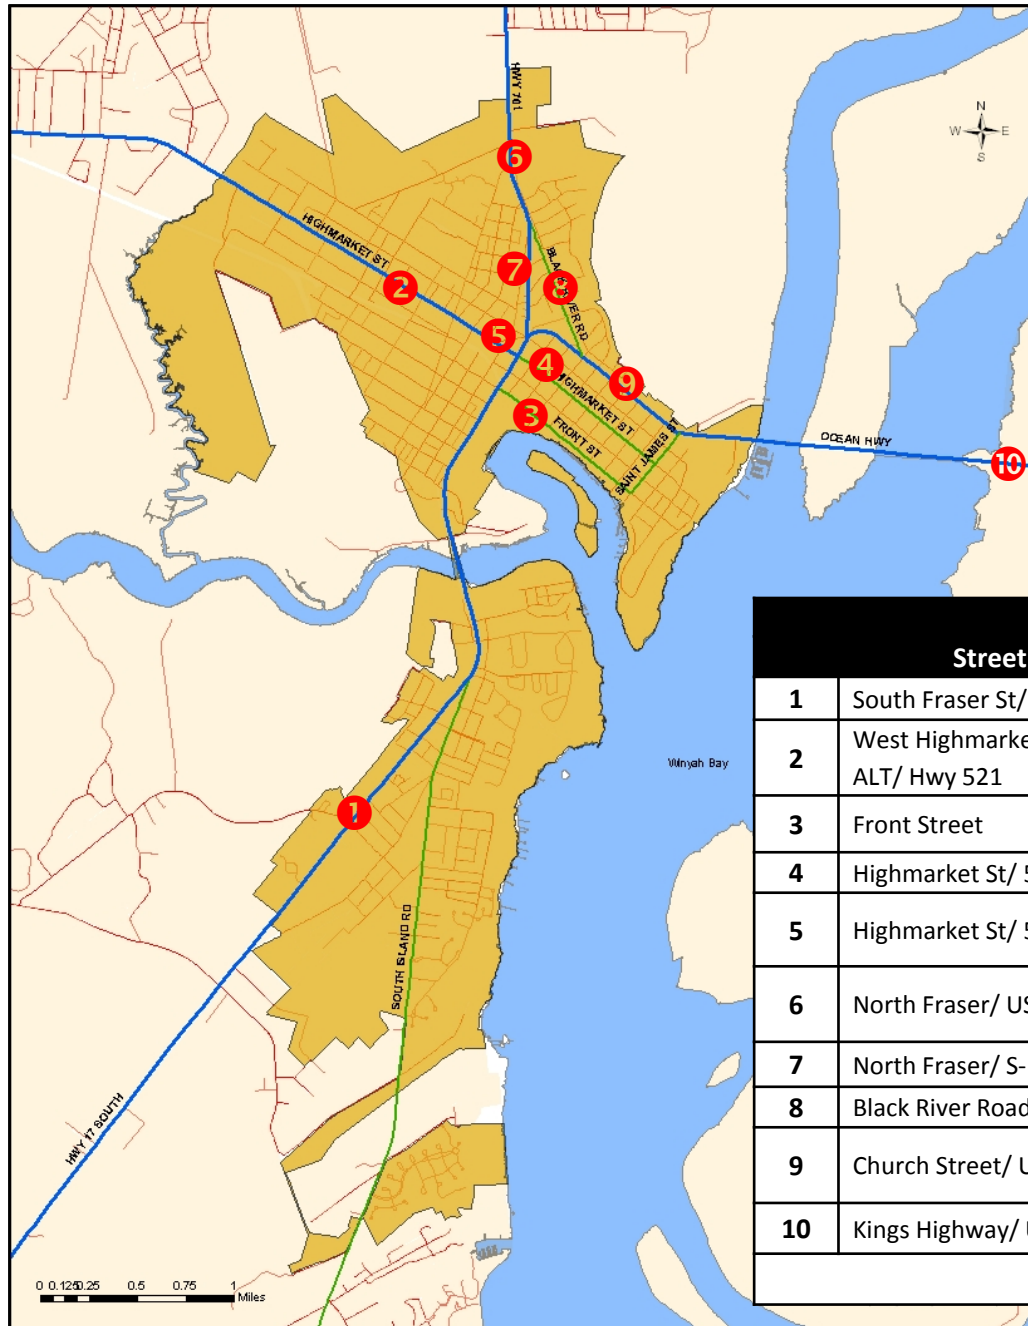 HWY 701
N
W E
S
6
HIGHMARKET ST
7
BLACK RIVER RD
8
2
5
4
HIGHMARKET ST
9
3
FRONT ST
SAINT JAMES ST
OCEAN HWY
10
Winyah Bay
1
SOUTH ISLAND RD
HWY 17 SOUTH
0 0.125 0.25 0.5 0.75 1
Miles
Street
1 South Fraser St/
2 West Highmarke
ALT/ Hwy 521
3 Front Street
4 Highmarket St/ 5
5 Highmarket St/ 5
6 North Fraser/ US
7 North Fraser/ S-
8 Black River Road
9 Church Street/ U
10 Kings Highway/ U